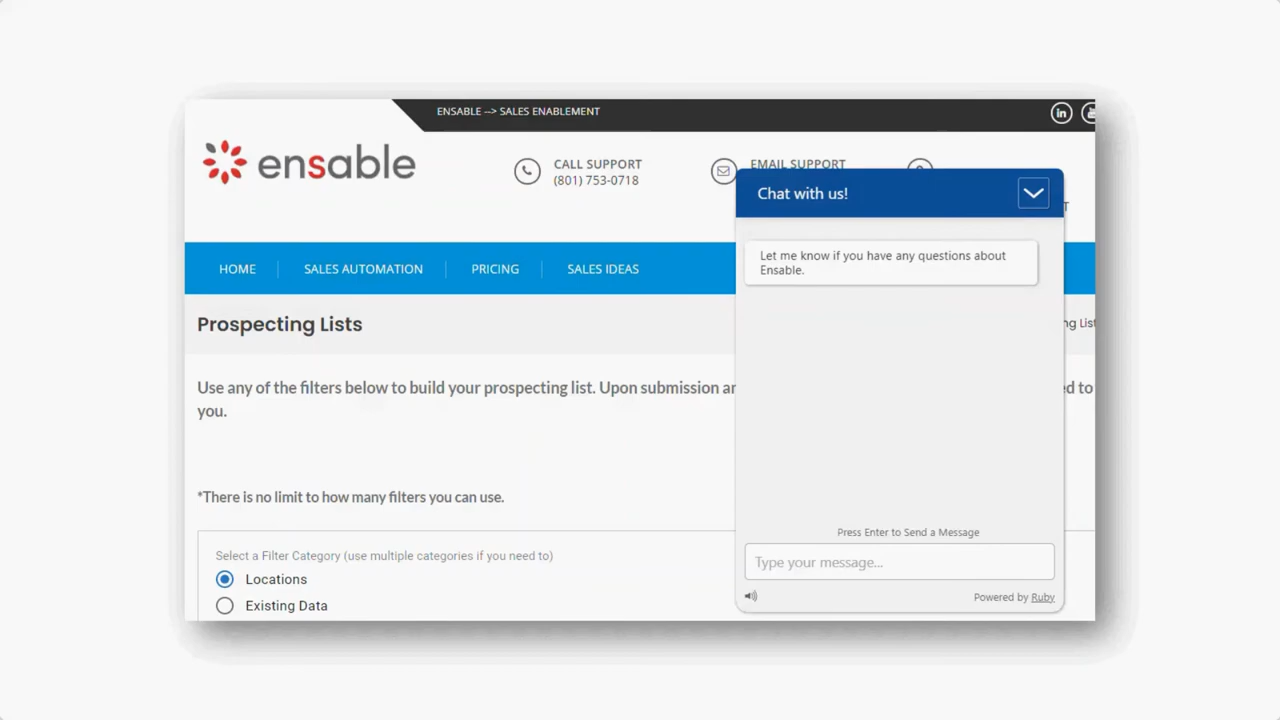 ENSABLE --> SALES ENABLEMENT
in
ensable
CALL SUPPORT
(801) 753-0718
EMAIL SUPPORT
HOME
SALES AUTOMATION
PRICING
SALES IDEAS
Prospecting Lists
Use any of the filters below to build your prospecting list. Upon submission
to
you.
*There is no limit to how many filters you can use.
Select a Filter Category (use multiple categories if you need to)
Locations
Existing Data
Chat with us!
Let me know if you have any questions about
Ensable.
Press Enter to Send a Message
Type your message...
Powered by Ruby